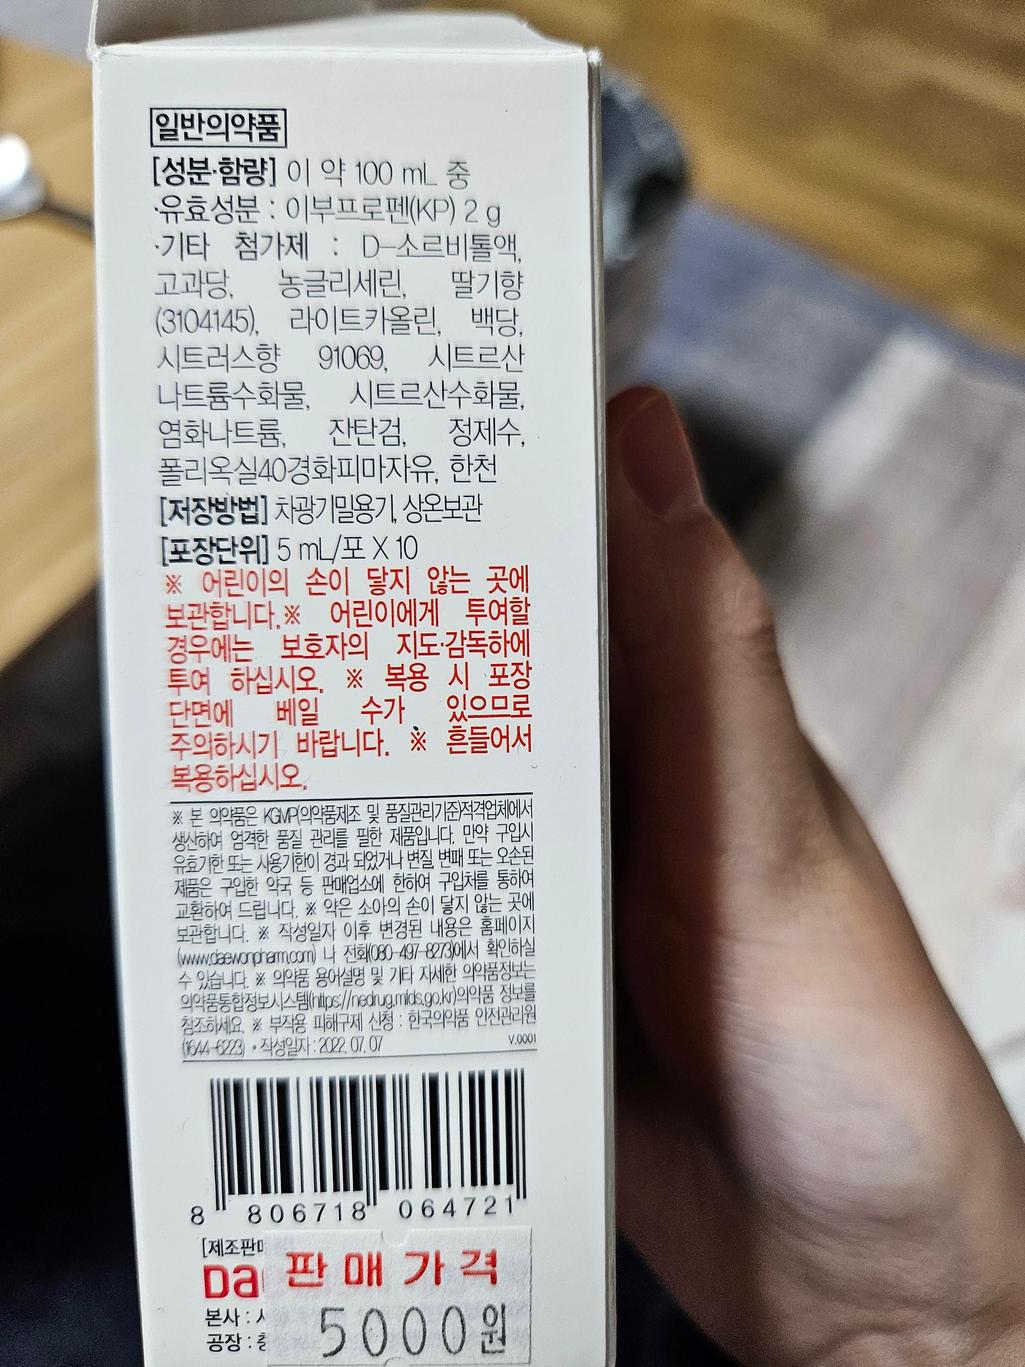 일반의약품
[성분·함량] 이 약 100 mL 중
·유효성분 : 이부프로펜(KP) 2 g
·기타 첨가제 : D-소르비톨액,
고과당, 농글리세린, 딸기향
(3104145), 라이트카올린, 백당,
시트러스향 91069, 시트르산
나트륨수화물, 시트르산수화물,
염화나트륨, 잔탄검, 정제수,
폴리옥실40경화피마자유, 한천
[저장방법] 차광기밀용기, 상온보관
[포장단위] 5 mL/포 X 10
※ 어린이의 손이 닿지 않는 곳에
보관합니다.※ 어린이에게 투여할
경우에는 보호자의 지도·감독하에
투여 하십시오. ※ 복용 시 포장
단면에 베일 수가 있으므로
주의하시기 바랍니다. ※ 흔들어서
복용하십시오.
※ 본 의약품은 KGMP(의약품제조 및 품질관리기준)적격업체에서
생산하여 엄격한 품질 관리를 필한 제품입니다. 만약 구입시
유효기한 또는 사용기한이 경과 되었거나 변질, 변패 또는 오손된
제품은 구입한 약국 등 판매업소에 한하여 구입처를 통하여
교환하여 드립니다. ※ 약은 소아의 손이 닿지 않는 곳에
보관합니다. ※ 작성일자 이후 변경된 내용은 홈페이지
(www.daewonpharm.com) 나 전화(080-497-8273)에서 확인하실
수 있습니다. ※ 의약품 용어설명 및 기타 자세한 의약품정보는
의약품통합정보시스템(https://nedrug.mfds.go.kr)의약품 정보를
참조하세요. ※ 부작용 피해구제 신청 : 한국의약품 안전관리원
(1644-6223) • 작성일자 : 2022. 07. 07 V.0001
8 806718 064721
[제조판매
Da
판매가격
본사 : 서
5000원
공장 :